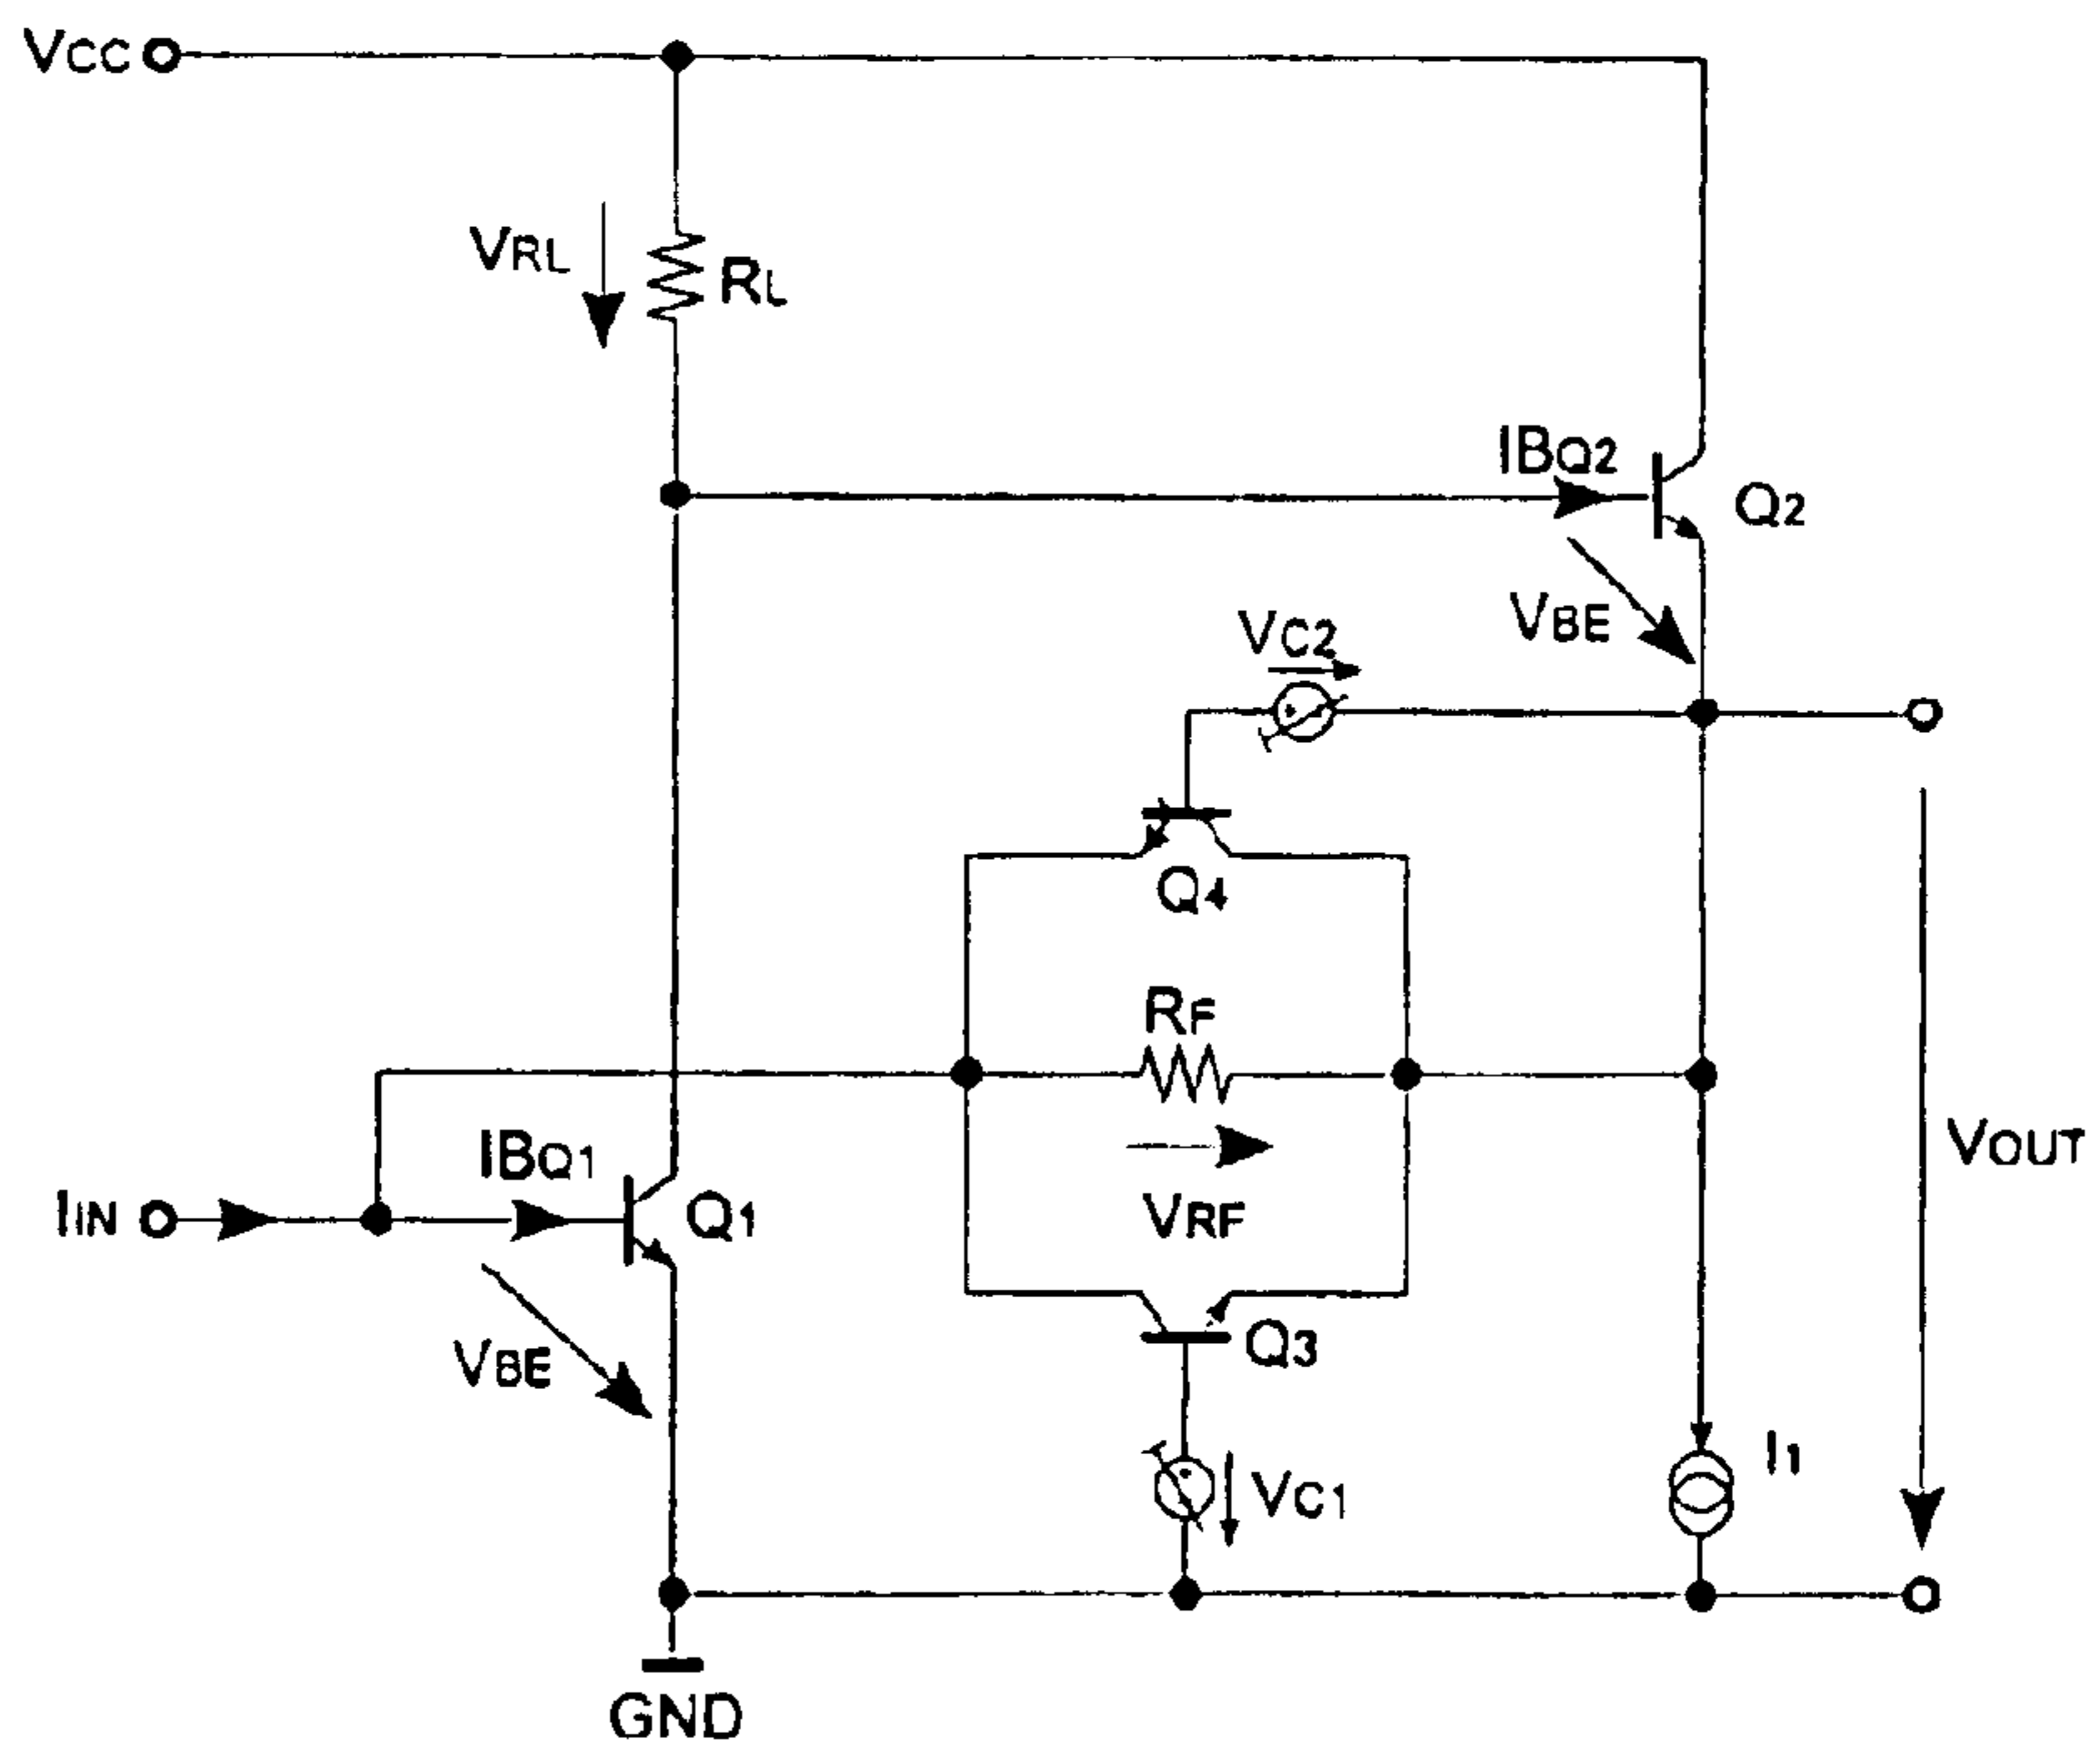 VCC
VRL
RL
IBQ2
Q2
VBE
VC2
Q4
RF
VRF
IBQ1
IIN
Q1
VOUT
VBE
Q3
VC1
I1
GND